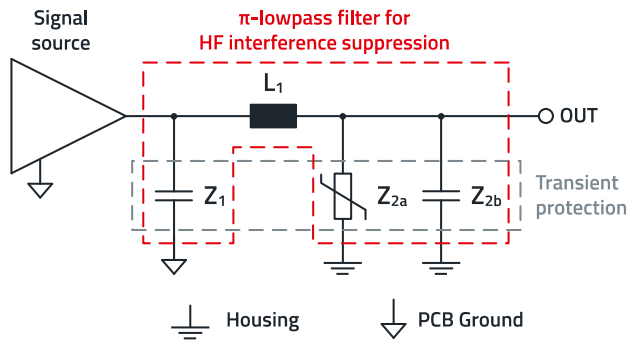 Signal
source
π-lowpass filter for
HF interference suppression
L₁
OUT
Z₁
Z₂ₐ
Z₂b
Transient
protection
Housing
PCB Ground